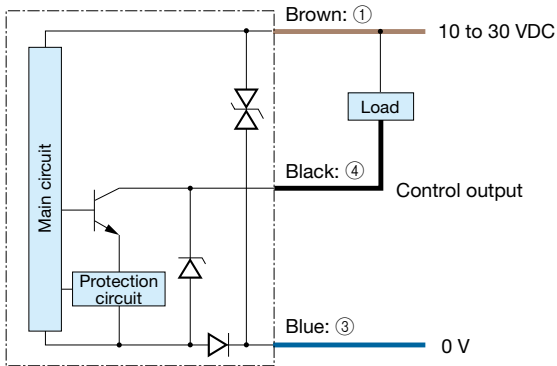 Brown: ①
10 to 30 VDC
Load
Main circuit
Black: ④
Control output
Protection
circuit
Blue: ③
0 V